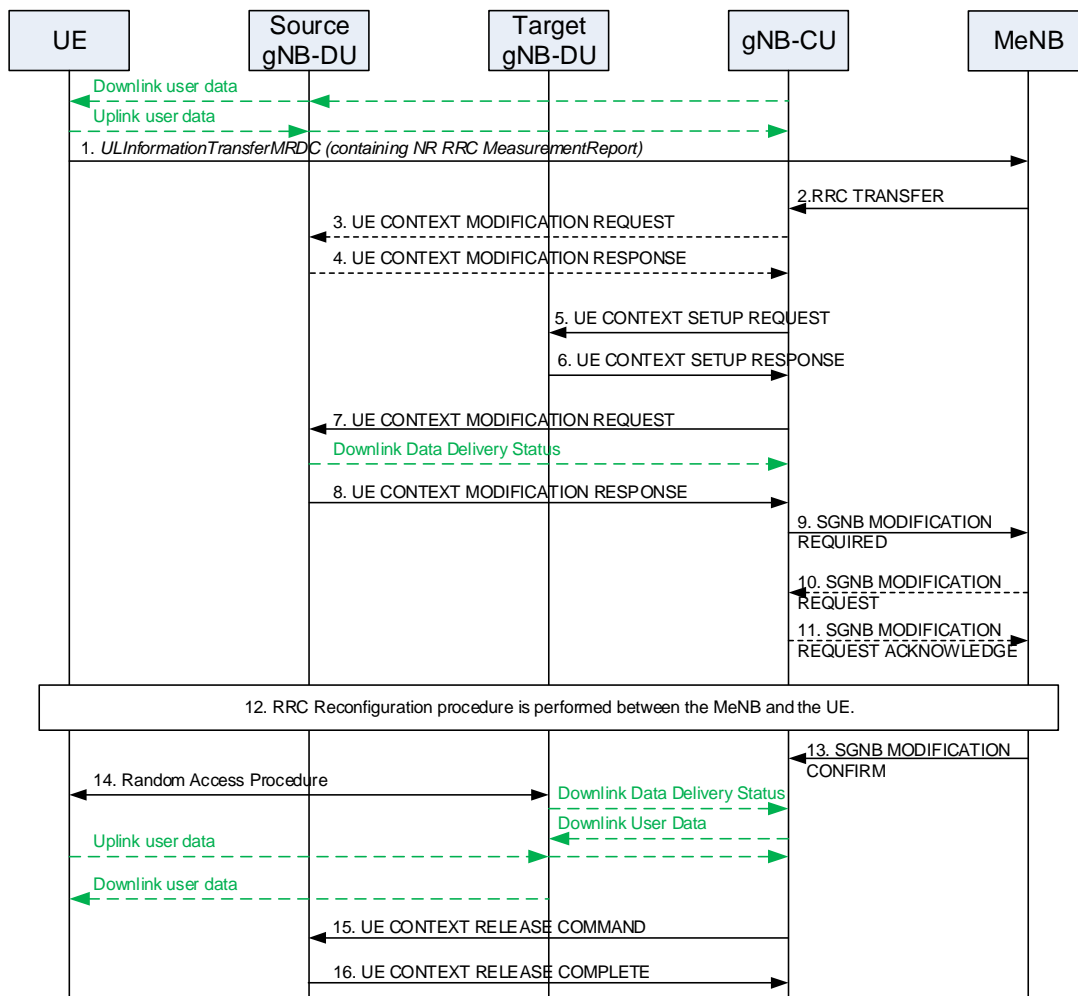 UE
Source
gNB-DU
Target
gNB-DU
gNB-CU
MeNB
Downlink user data
Uplink user data
1. ULInformationTransferMRDC (containing NR RRC MeasurementReport)
2.RRC TRANSFER
3. UE CONTEXT MODIFICATION REQUEST
4. UE CONTEXT MODIFICATION RESPONSE
5. UE CONTEXT SETUP REQUEST
6. UE CONTEXT SETUP RESPONSE
7. UE CONTEXT MODIFICATION REQUEST
Downlink Data Delivery Status
8. UE CONTEXT MODIFICATION RESPONSE
9. SGNB MODIFICATION
REQUIRED
10. SGNB MODIFICATION
REQUEST
11. SGNB MODIFICATION
REQUEST ACKNOWLEDGE
12. RRC Reconfiguration procedure is performed between the MeNB and the UE.
13. SGNB MODIFICATION
CONFIRM
14. Random Access Procedure
Downlink Data Delivery Status
Downlink User Data
Uplink user data
Downlink user data
15. UE CONTEXT RELEASE COMMAND
16. UE CONTEXT RELEASE COMPLETE